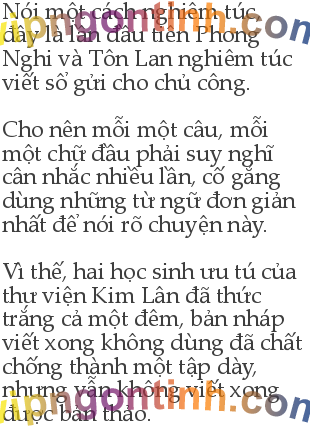 Nói một cách nghiêm túc,
đây là lần đầu tiên Phong
Nghi và Tôn Lan nghiêm túc
viết sổ gửi cho chủ công.
Cho nên mỗi một câu, mỗi
một chữ đầu phải suy nghĩ
cân nhắc nhiều lần, cố gắng
dùng những từ ngữ đơn giản
nhất để nói rõ chuyện này.
Vì thế, hai học sinh ưu tú của
thư viện Kim Lân đã thức
trắng cả một đêm, bản nháp
viết xong không dùng đã chất
chồng thành một tập dày,
nhưng vẫn không viết xong
được bản thảo.
vipngontinh.com
vipngontinh.com